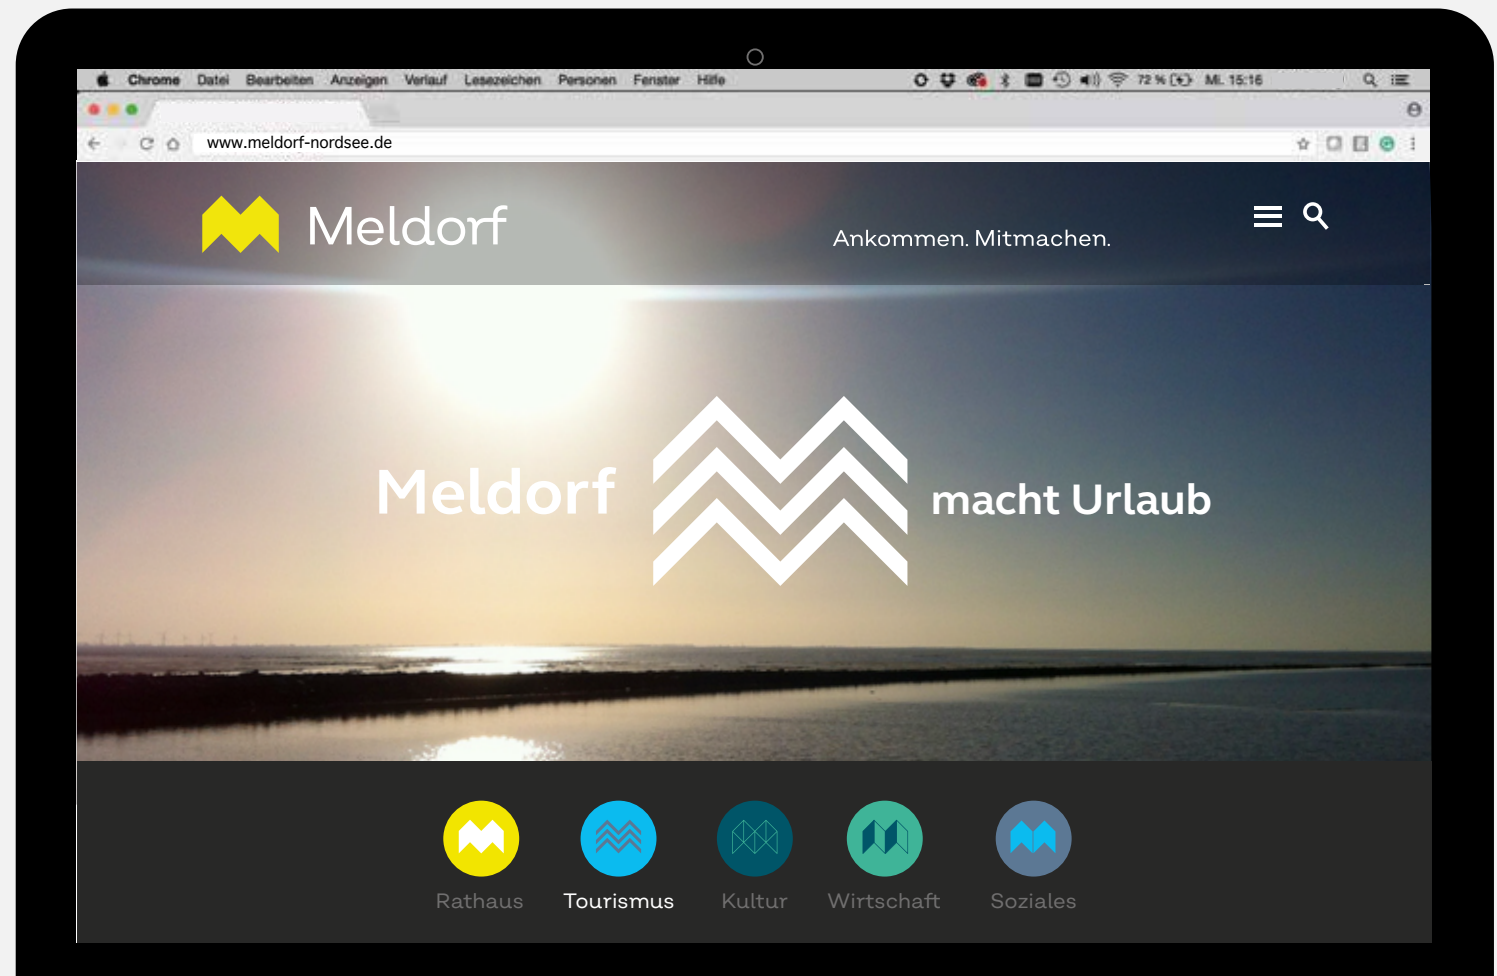 Chrome Datei Bearbeiten Anzeigen Verlauf Lesezeichen Personen Fenster Hilfe 72 % Mi. 15:16
www.meldorf-nordsee.de
Meldorf
Ankommen. Mitmachen.
Meldorf macht Urlaub
Rathaus Tourismus Kultur Wirtschaft Soziales